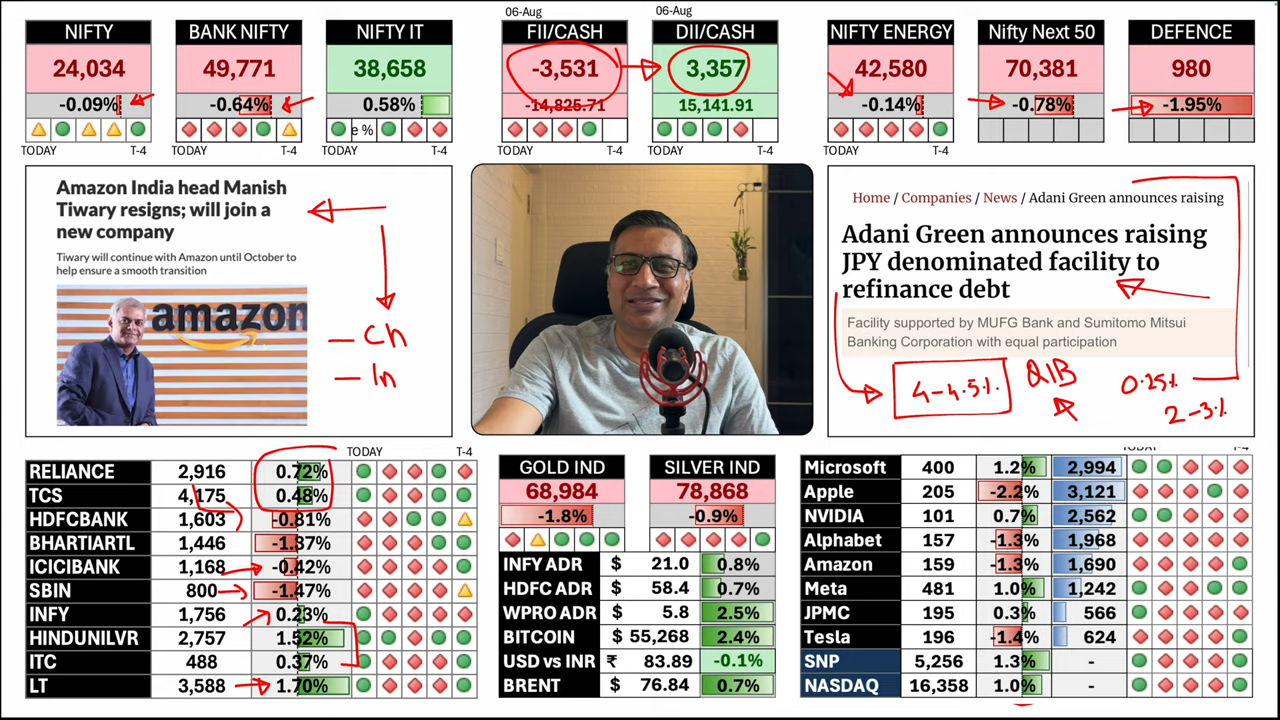 06-Aug
06-Aug
NIFTY
24,034
-0.09%
TODAY T-4
BANK NIFTY
49,771
-0.64%
T-4
NIFTY IT
38,658
0.58%
e %
TODAY T-4
FII/CASH
-3,531
-14,825.71
TODAY T-4
DII/CASH
3,357
15,141.91
TODAY T-4
NIFTY ENERGY
42,580
-0.14%
TODAY T-4
Nifty Next 50
70,381
-0.78%
TODAY T-4
DEFENCE
980
-1.95%
TODAY T-4
Amazon India head Manish
Tiwary resigns; will join a
new company
Tiwary will continue with Amazon until October to
help ensure a smooth transition
amazon
- Ch
- In
Home / Companies / News / Adani Green announces raising
Adani Green announces raising
JPY denominated facility to
refinance debt
Facility supported by MUFG Bank and Sumitomo Mitsui
Banking Corporation with equal participation
4-4.5%
QIB
0.25%
2-3%
TODAY T-4
RELIANCE 2,916 0.72%
TCS 4,175 0.48%
HDFCBANK 1,603 -0.81%
BHARTIARTL 1,446 -1.37%
ICICIBANK 1,168 -0.42%
SBIN 800 -1.47%
INFY 1,756 0.23%
HINDUNILVR 2,757 1.52%
ITC 488 0.37%
LT 3,588 1.70%
GOLD IND
68,984
-1.8%
SILVER IND
78,868
-0.9%
INFY ADR $ 21.0 0.8%
HDFC ADR $ 58.4 0.7%
WPRO ADR $ 5.8 2.5%
BITCOIN $ 55,268 2.4%
USD vs INR ₹ 83.89 -0.1%
BRENT $ 76.84 0.7%
TODAY T-4
Microsoft 400 1.2% 2,994
Apple 205 -2.2% 3,121
NVIDIA 101 0.7% 2,562
Alphabet 157 -1.3% 1,968
Amazon 159 -1.3% 1,690
Meta 481 1.0% 1,242
JPMC 195 0.3% 566
Tesla 196 -1.4% 624
SNP 5,256 1.3% -
NASDAQ 16,358 1.0% -